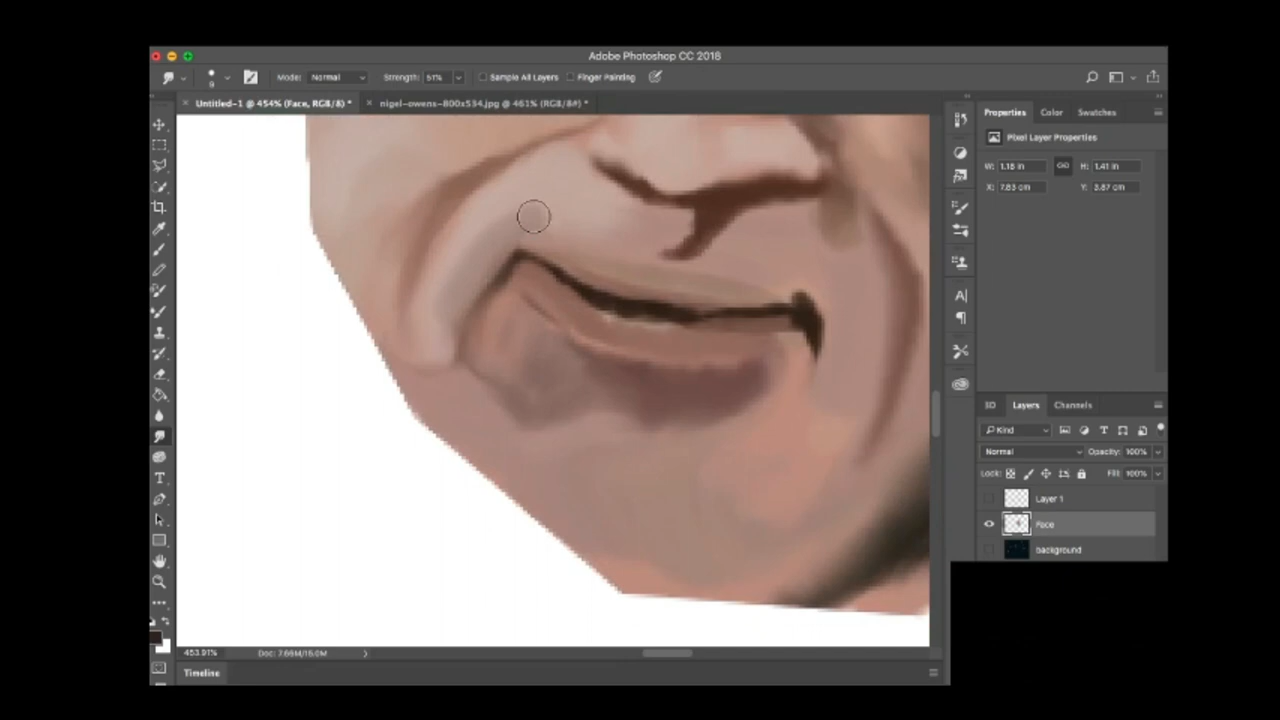 Adobe Photoshop CC 2018
9 Mode: Normal Strength: 51% Sample All Layers Finger Painting
× Untitled-1 @ 454% (Face, RGB/8) * × nigel-owens-800x534.jpg @ 461% (RGB/8#) *
Properties Color Swatches
Pixel Layer Properties
W: 1.18 in H: 1.41 in
X: 7.83 cm Y: 3.87 cm
3D Layers Channels
Kind
Normal Opacity: 100%
Lock: Fill: 100%
Layer 1
Face
background
453.91% Doc: 7.66M/16.0M
Timeline